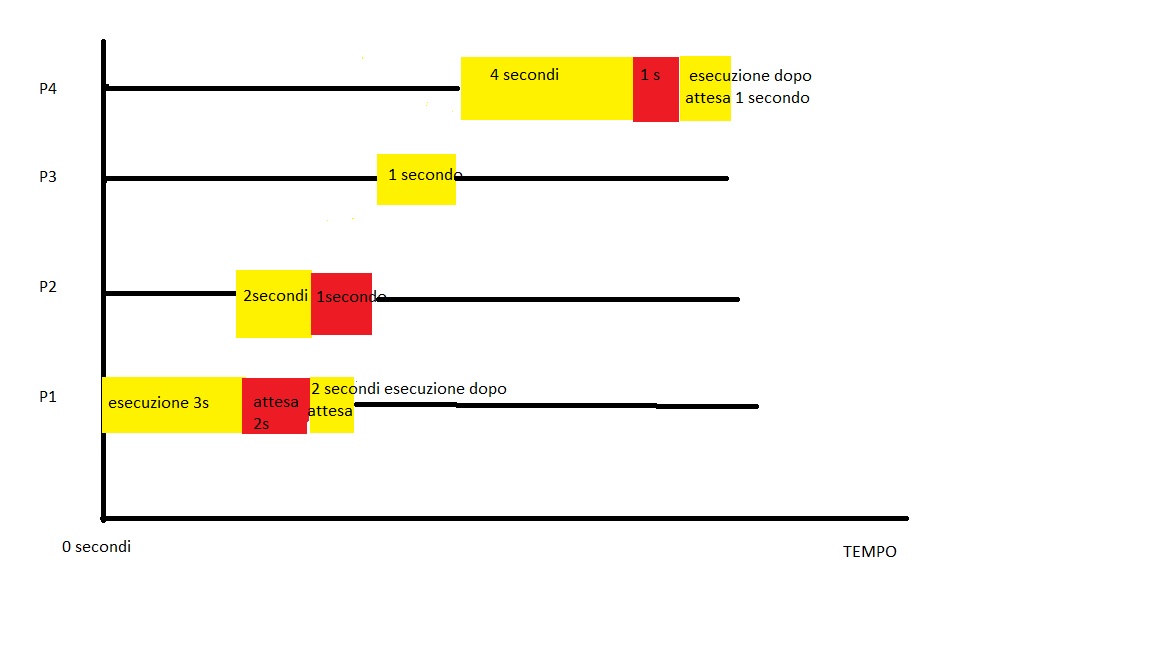 P4
4 secondi
1 s
esecuzione dopo
attesa 1 secondo
P3
1 secondo
P2
2secondi
1secondo
P1
esecuzione 3s
attesa
2s
2 secondi esecuzione dopo
attesa
0 secondi
TEMPO